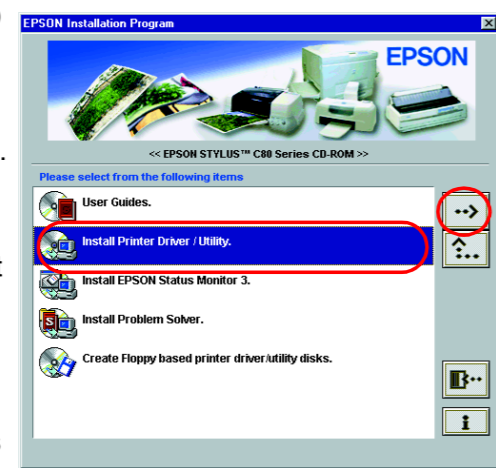 EPSON Installation Program
EPSON
<< EPSON STYLUS™ C80 Series CD-ROM >>
Please select from the following items
User Guides.
Install Printer Driver / Utility.
Install EPSON Status Monitor 3.
Install Problem Solver.
Create Floppy based printer driver/utility disks.